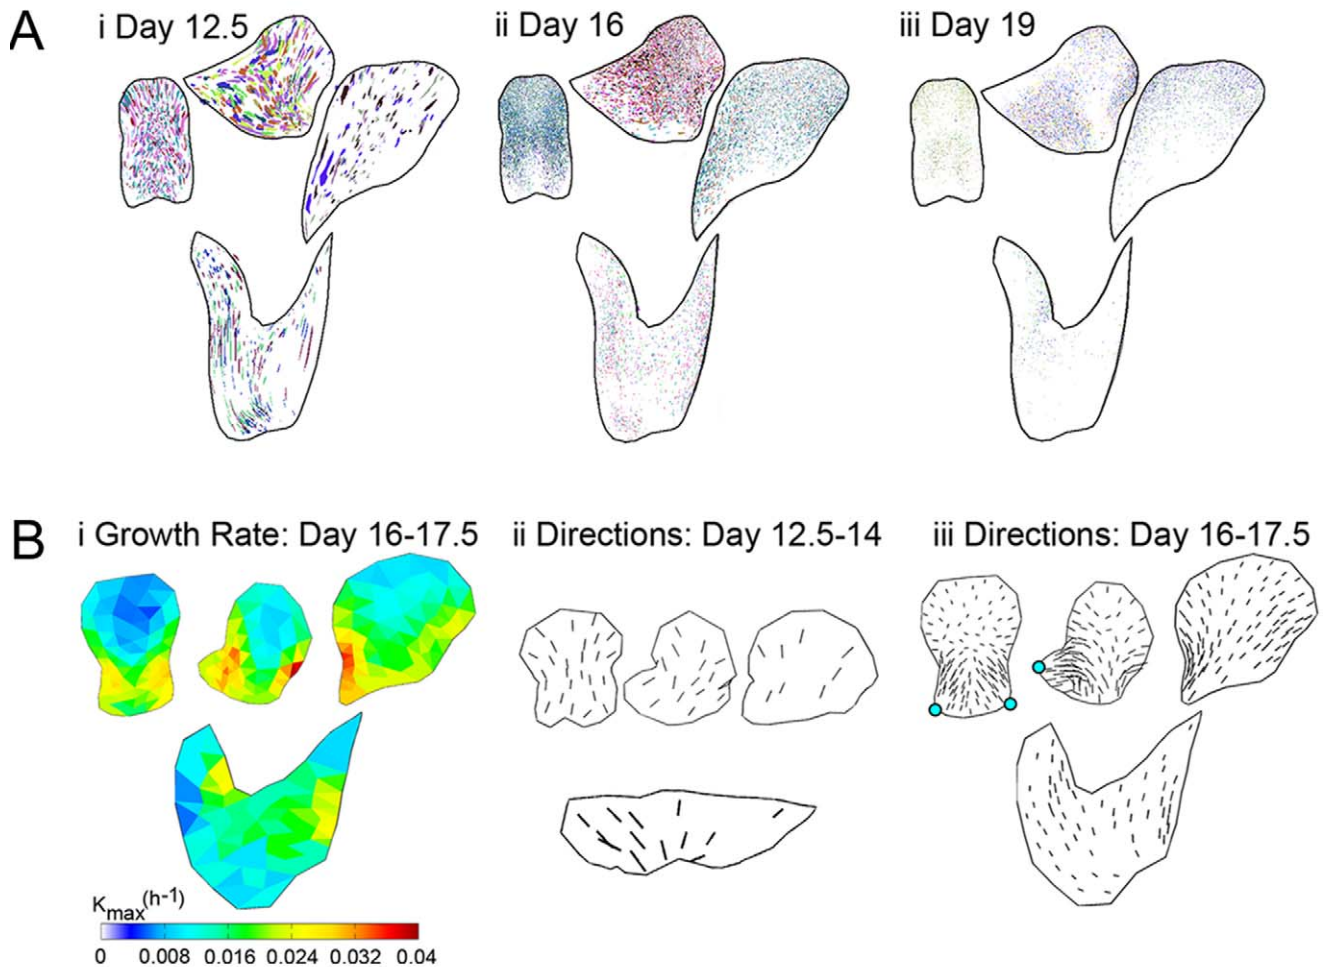 A
i Day 12.5
ii Day 16
iii Day 19
B
i Growth Rate: Day 16-17.5
ii Directions: Day 12.5-14
iii Directions: Day 16-17.5
Kmax(h-1)
0 0.008 0.016 0.024 0.032 0.04